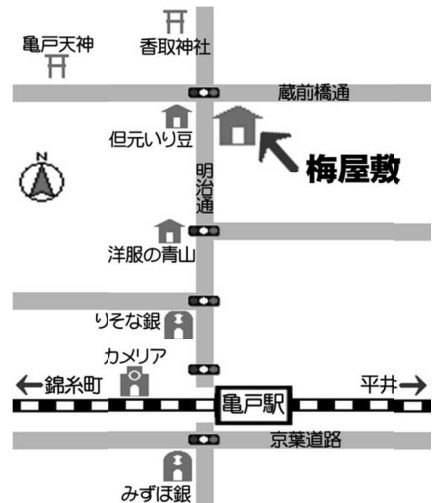 香取神社
亀戸天神
蔵前橋通
但元いり豆
梅屋敷
明治通
N
洋服の青山
りそな銀
カメリア
←錦糸町
亀戸駅
平井→
京葉道路
みずほ銀